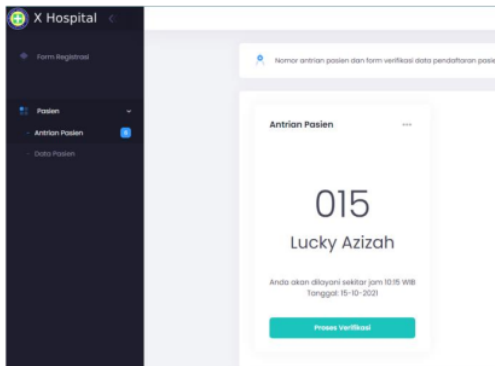 X Hospital
Form Registrasi
Nomor antrian pasien dan form verifikasi data pendaftaran pasie
Pasien
Antrian Pasien
Data Pasien
Antrian Pasien
015
Lucky Azizah
Anda akan dilayani sekitar jam 10:15 WIB
Tanggal: 15-10-2021
Proses Verifikasi